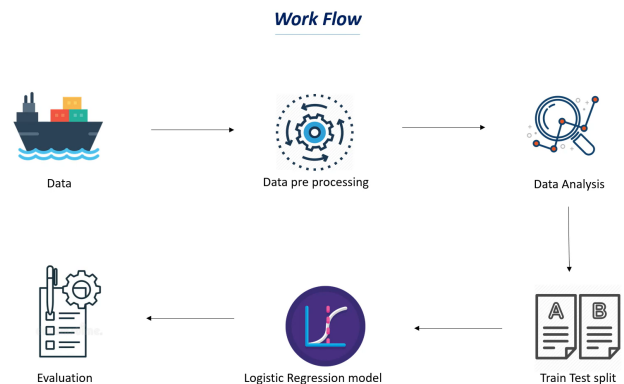 Work Flow
Data
Data pre processing
Data Analysis
A B
Evaluation
Logistic Regression model
Train Test split